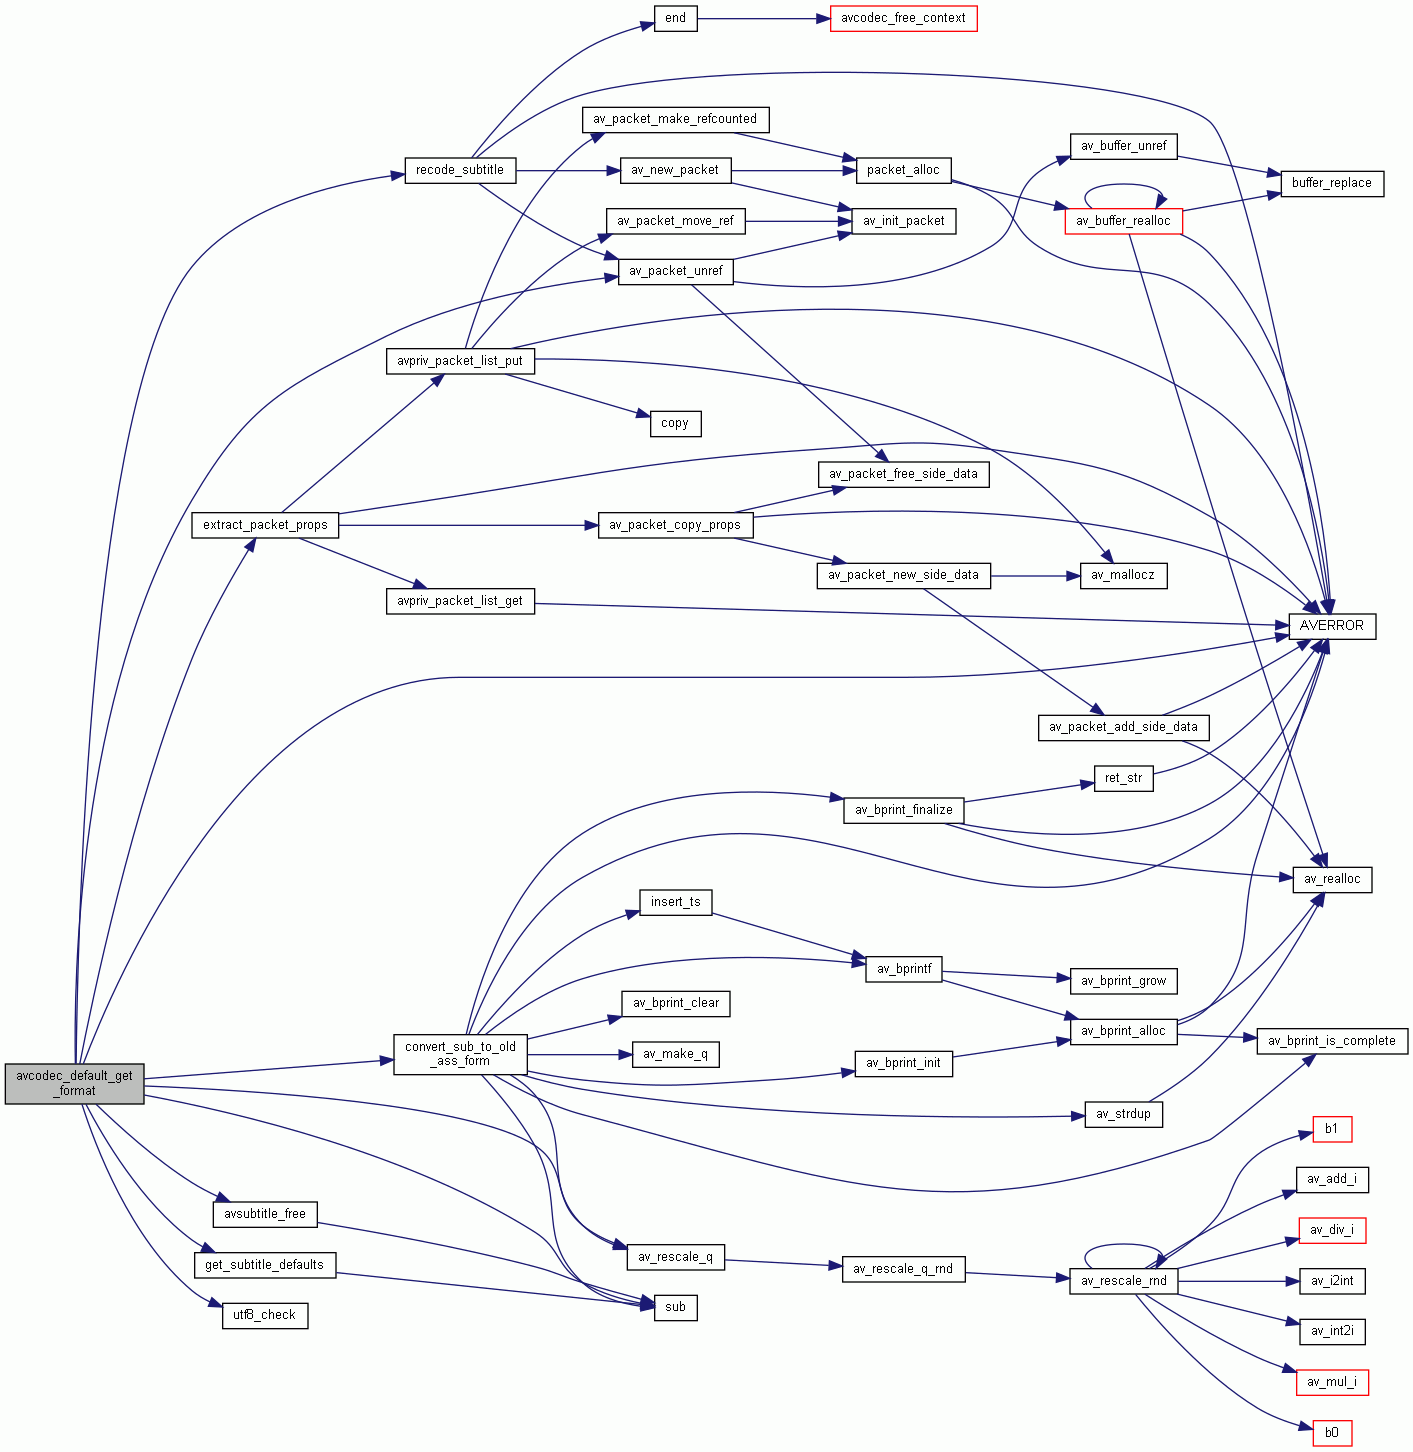 end
avcodec_free_context
av_packet_make_refcounted
av_buffer_unref
recode_subtitle
av_new_packet
packet_alloc
buffer_replace
av_packet_move_ref
av_init_packet
av_buffer_realloc
av_packet_unref
avpriv_packet_list_put
copy
av_packet_free_side_data
extract_packet_props
av_packet_copy_props
av_packet_new_side_data
av_mallocz
avpriv_packet_list_get
AVERROR
av_packet_add_side_data
ret_str
av_bprint_finalize
av_realloc
insert_ts
av_bprintf
av_bprint_grow
av_bprint_clear
av_bprint_alloc
av_bprint_is_complete
convert_sub_to_old
_ass_form
av_make_q
av_bprint_init
avcodec_default_get
_format
av_strdup
b1
av_add_i
avsubtitle_free
av_div_i
get_subtitle_defaults
av_rescale_q
av_rescale_q_rnd
av_rescale_rnd
av_i2int
utf8_check
sub
av_int2i
av_mul_i
b0